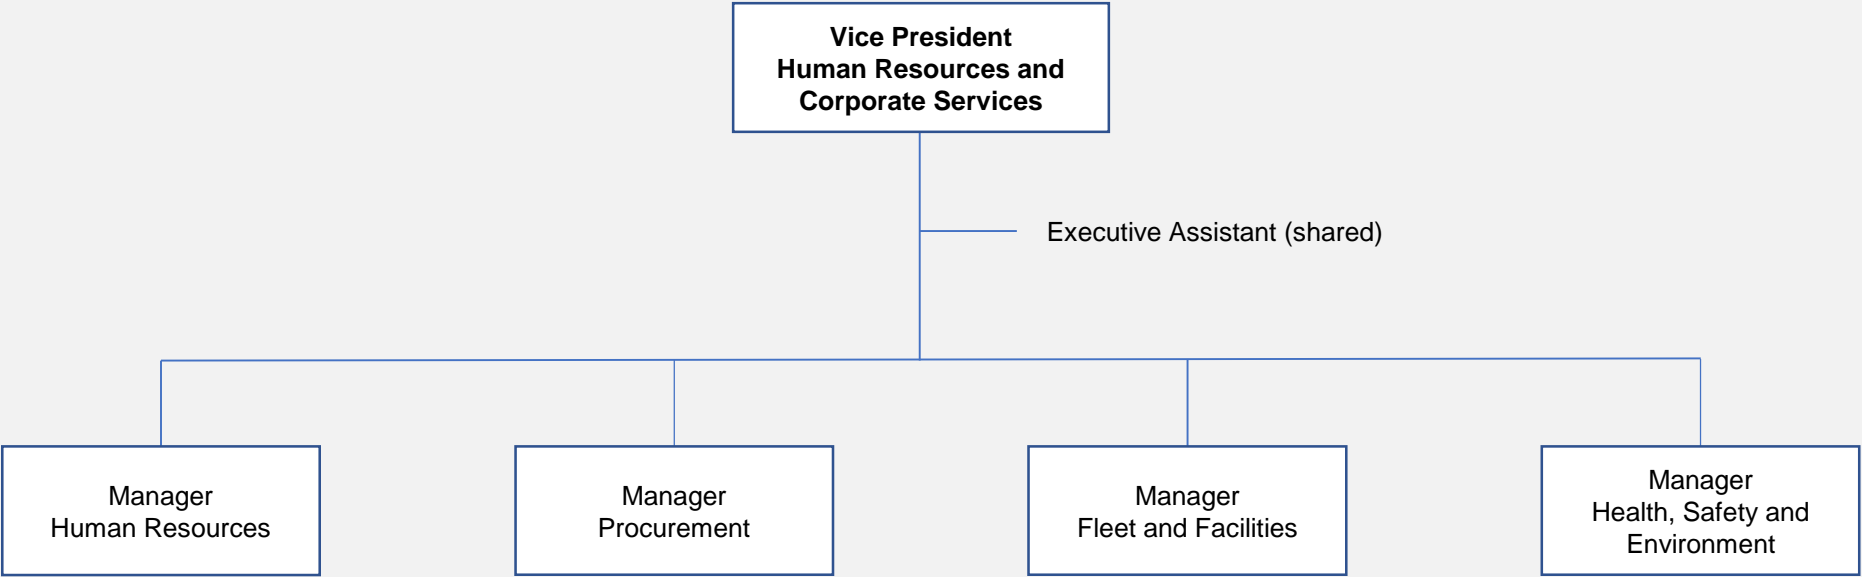 Vice President
Human Resources and
Corporate Services
Executive Assistant (shared)
Manager
Human Resources
Manager
Procurement
Manager
Fleet and Facilities
Manager
Health, Safety and
Environment